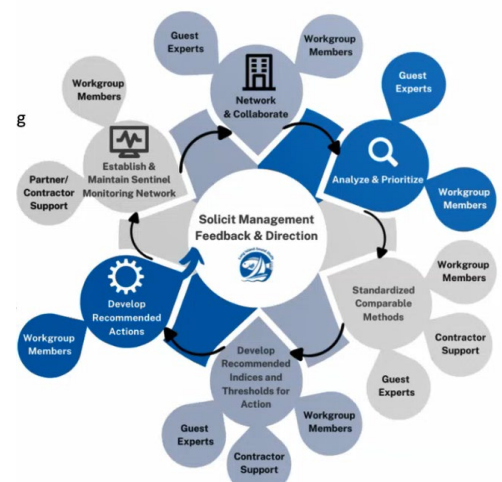 Guest
Experts
Workgroup
Members
Network
& Collaborate
Guest
Experts
Workgroup
Members
g
Analyze & Prioritize
Establish &
Maintain Sentinel
Monitoring Network
Partner/
Contractor
Support
Workgroup
Members
Solicit Management
Feedback & Direction
Workgroup
Members
Standardized
Comparable
Methods
Develop
Recommended
Actions
Contractor
Support
Workgroup
Members
Develop
Recommended
Indices and
Thresholds for
Action
Guest
Experts
Workgroup
Members
Guest
Experts
Contractor
Support